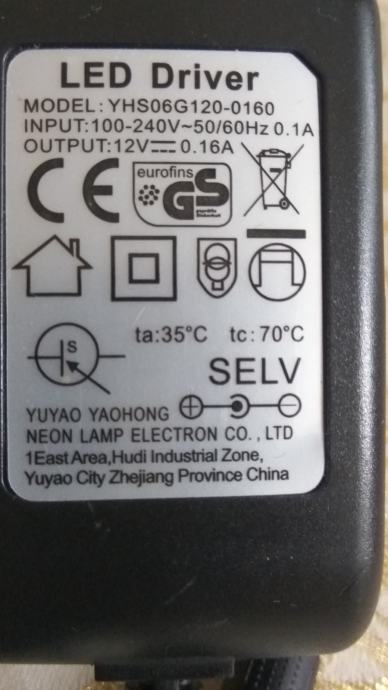 LED Driver
MODEL: YHS06G120-0160
INPUT:100-240V~50/60Hz 0.1A
OUTPUT:12V⎓0.16A
CE
eurofins
GS
S
ta:35°C tc:70°C
SELV
YUYAO YAOHONG
NEON LAMP ELECTRON CO., LTD
1East Area,Hudi Industrial Zone,
Yuyao City Zhejiang Province China